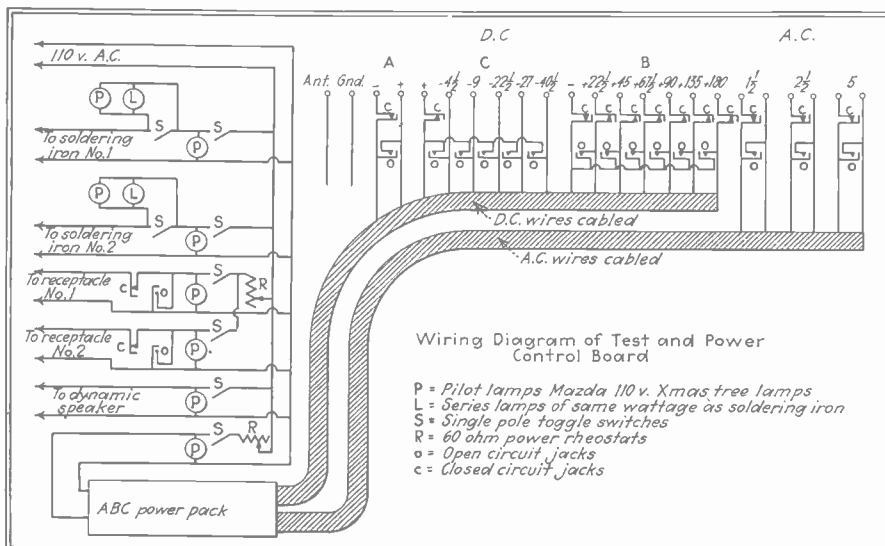 D.C
A.C.
110 v. A.C.
A
C
B
Ant. Gnd. - + + -4½ -9 -22½ -27 -40½ - +22½ +45 +67½ +90 +135 +180 1½ 2½ 5
P L
C C C C C C C C C C C
S S
To soldering
iron No.1
P
o o o o o o o o o o o o o o o
P L
S S
To soldering
iron No.2
P
D.C. wires cabled
A.C. wires cabled
S
To receptacle
No.1
C o P R
S
To receptacle
No.2
C o P
Wiring Diagram of Test and Power
Control Board
S
To dynamic
speaker
P
P = Pilot lamps Mazda 110 v. Xmas tree lamps
L = Series lamps of same wattage as soldering iron
S = Single pole toggle switches
R = 60 ohm power rheostats
o = Open circuit jacks
c = Closed circuit jacks
S R
P
ABC power pack